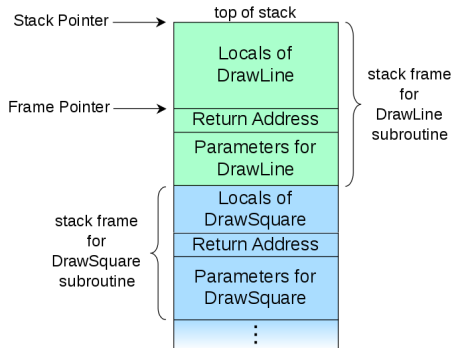 top of stack
Stack Pointer
Locals of
DrawLine
Frame Pointer
Return Address
Parameters for
DrawLine
stack frame
for
DrawLine
subroutine
Locals of
DrawSquare
Return Address
Parameters for
DrawSquare
stack frame
for
DrawSquare
subroutine
⋮